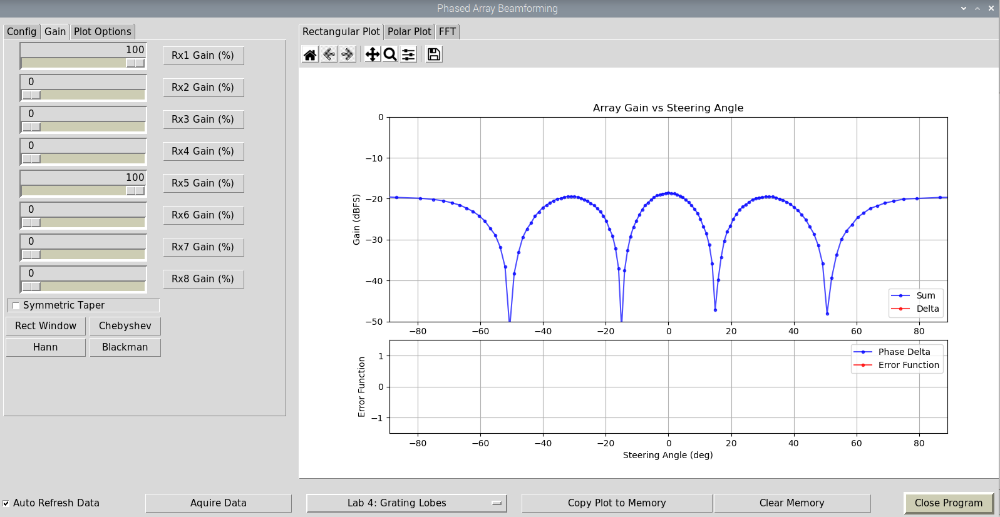 Phased Array Beamforming
Config Gain Plot Options
100
Rx1 Gain (%)
0
Rx2 Gain (%)
0
Rx3 Gain (%)
0
Rx4 Gain (%)
100
Rx5 Gain (%)
0
Rx6 Gain (%)
0
Rx7 Gain (%)
0
Rx8 Gain (%)
Symmetric Taper
Rect Window Chebyshev
Hann Blackman
Rectangular Plot Polar Plot FFT
Array Gain vs Steering Angle
Gain (dBFS)
0
−10
−20
−30
−40
−50
−80 −60 −40 −20 0 20 40 60 80
Sum
Delta
Error Function
1
0
−1
Phase Delta
Error Function
−80 −60 −40 −20 0 20 40 60 80
Steering Angle (deg)
Auto Refresh Data Aquire Data Lab 4: Grating Lobes Copy Plot to Memory Clear Memory Close Program